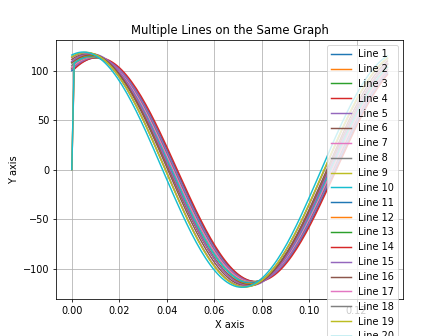 Multiple Lines on the Same Graph
Y axis
100
50
0
−50
−100
0.00
0.02
0.04
0.06
0.08
0.10
X axis
Line 1
Line 2
Line 3
Line 4
Line 5
Line 6
Line 7
Line 8
Line 9
Line 10
Line 11
Line 12
Line 13
Line 14
Line 15
Line 16
Line 17
Line 18
Line 19
Line 20